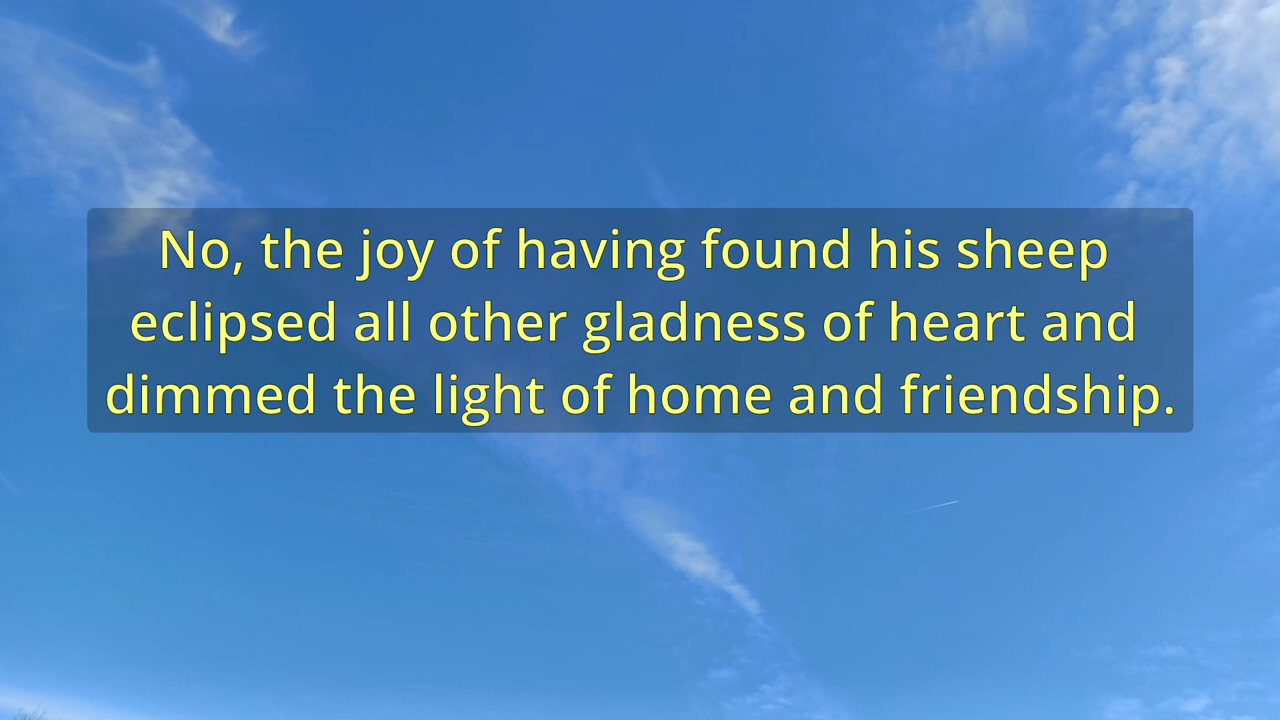 No, the joy of having found his sheep
eclipsed all other gladness of heart and
dimmed the light of home and friendship.